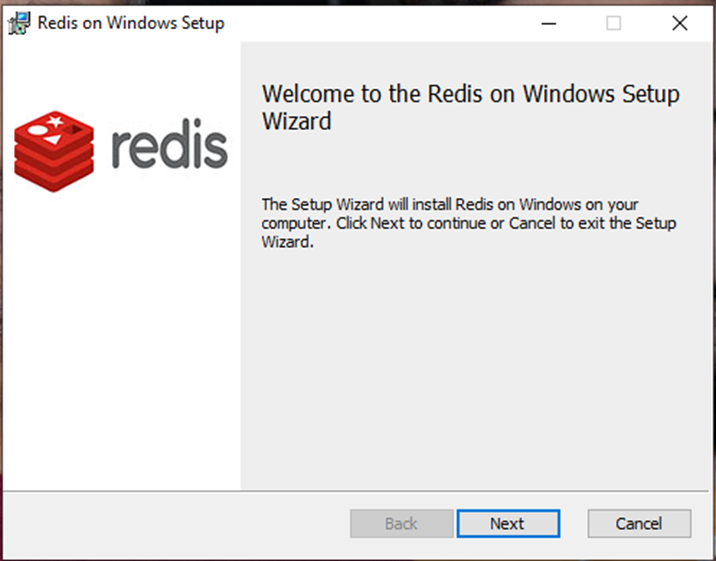 Redis on Windows Setup
redis
Welcome to the Redis on Windows Setup
Wizard
The Setup Wizard will install Redis on Windows on your
computer. Click Next to continue or Cancel to exit the Setup
Wizard.
Back Next Cancel